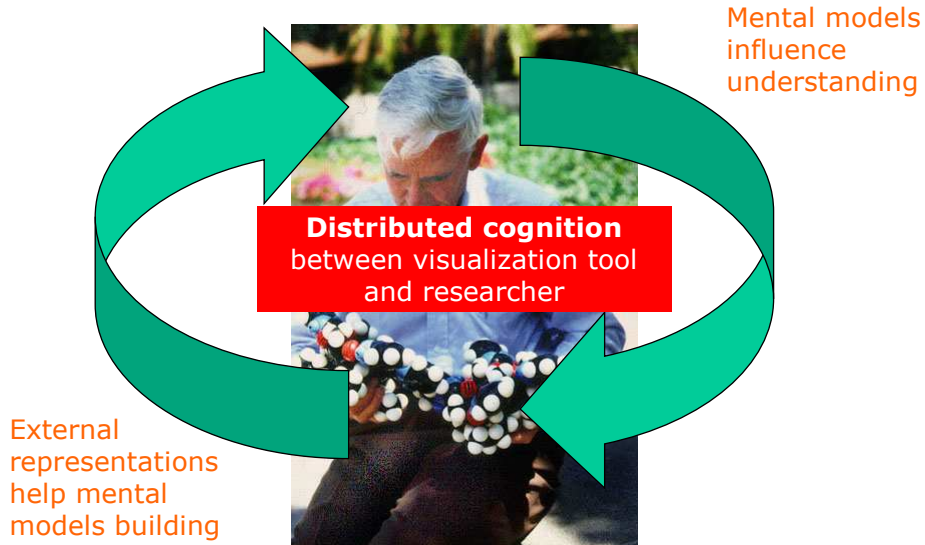 Mental models
influence
understanding
Distributed cognition
between visualization tool
and researcher
External
representations
help mental
models building